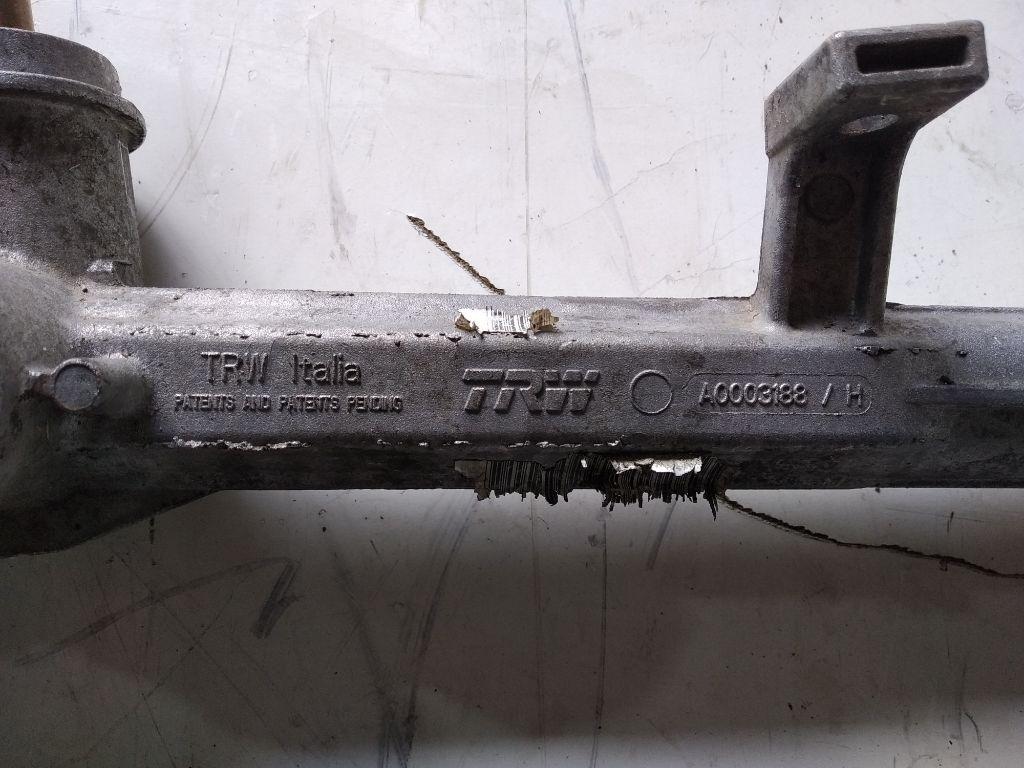 TRW Italia
PATENTS AND PATENTS PENDING
TRW
A0003188 / H